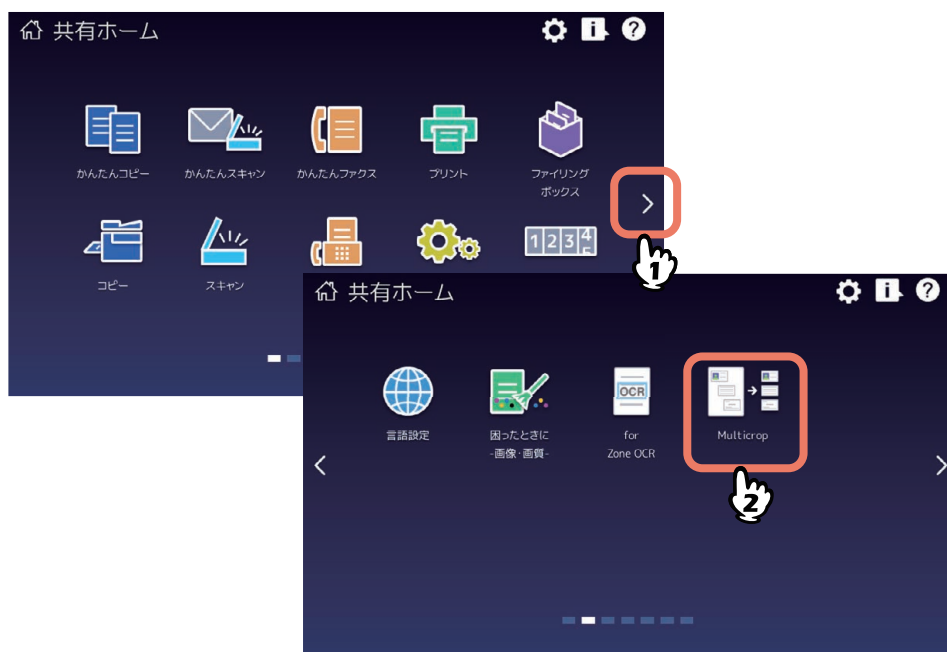 共有ホーム
かんたんコピー
かんたんスキャン
かんたんファクス
プリント
ファイリング
ボックス
コピー
スキャン
1234
1
共有ホーム
言語設定
困ったときに
-画像・画質-
OCR
for
Zone OCR
Multicrop
2